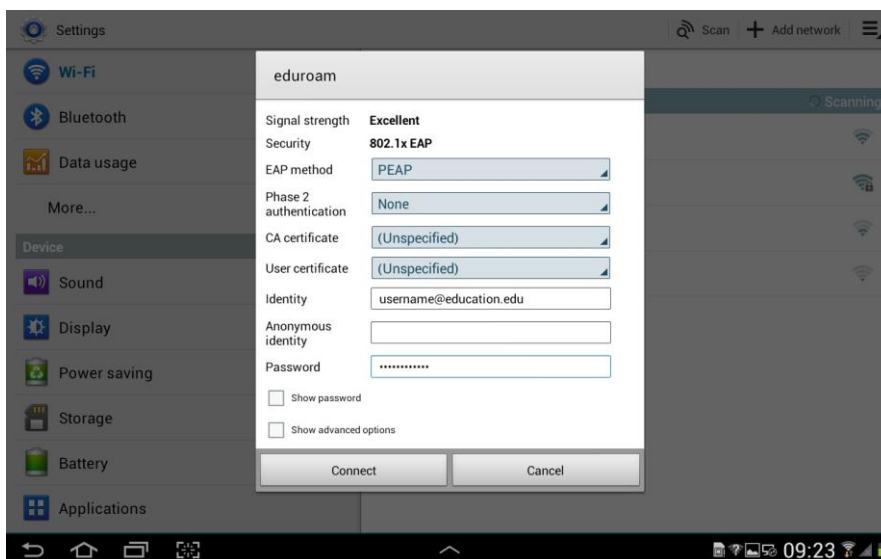 Settings
Scan
Add network
Wi-Fi
Bluetooth
Data usage
More...
Device
Sound
Display
Power saving
Storage
Battery
Applications
Scanning
eduroam
Signal strength Excellent
Security 802.1x EAP
EAP method PEAP
Phase 2
authentication None
CA certificate (Unspecified)
User certificate (Unspecified)
Identity username@education.edu
Anonymous
identity
Password ••••••••••••
Show password
Show advanced options
Connect
Cancel
09:23